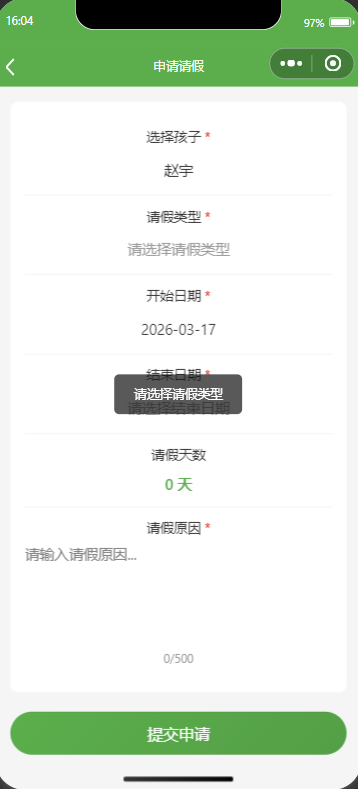 16:04
97%
申请请假
选择孩子 *
赵宇
请假类型 *
请选择请假类型
开始日期 *
2026-03-17
结束日期 *
请选择请假类型
请选择结束日期
请假天数
0 天
请假原因 *
请输入请假原因...
0/500
提交申请